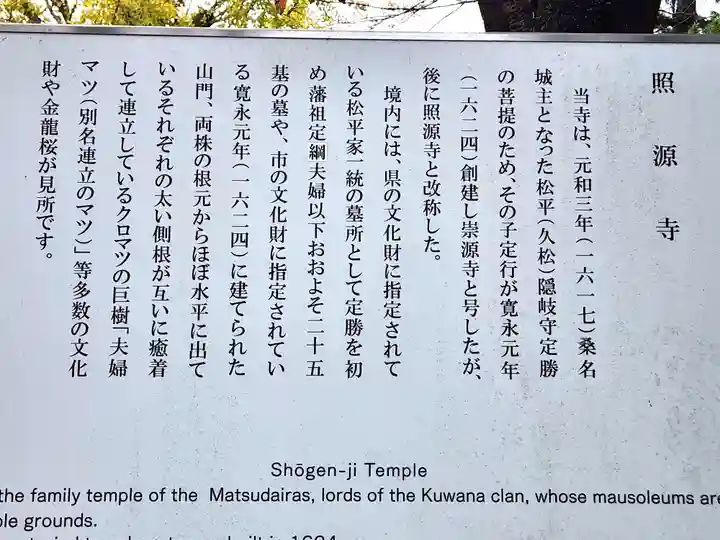 照源寺
当寺は、元和三年(一六一七)桑名
城主となった松平(久松)隠岐守定勝
の菩提のため、その子定行が寛永元年
(一六二四)創建し崇源寺と号したが、
後に照源寺と改称した。
境内には、県の文化財に指定されて
いる松平家一統の墓所として定勝を初
め藩祖定綱夫婦以下おおよそ二十五
基の墓や、市の文化財に指定されてい
る寛永元年(一六二四)に建てられた
山門、両株の根元からほぼ水平に出て
いるそれぞれの太い側根が互いに癒着
して連立しているクロマツの巨樹「夫婦
マツ(別名連立のマツ)」等多数の文化
財や金龍桜が見所です。
Shōgen-ji Temple
the family temple of the Matsudairas, lords of the Kuwana clan, whose mausoleums are
grounds.